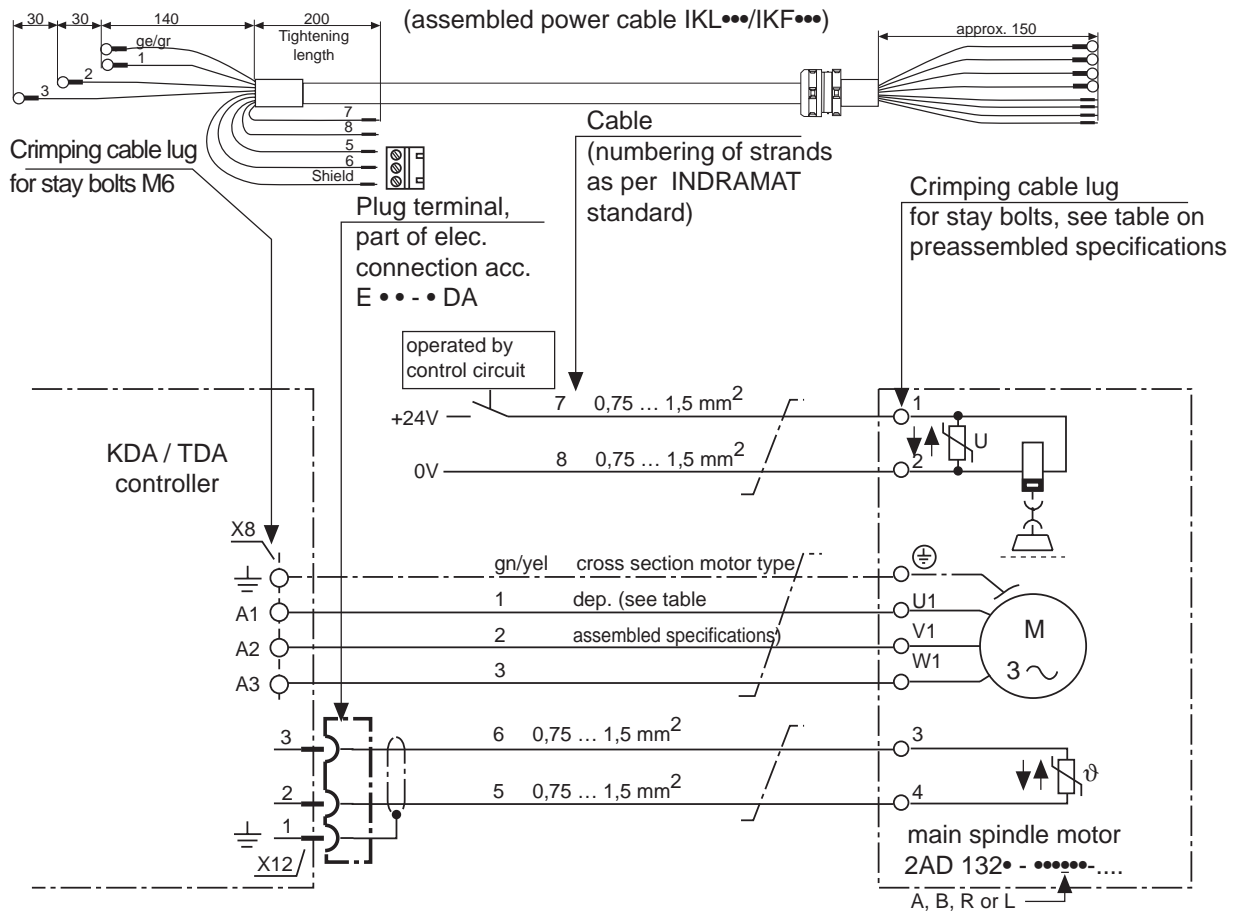 (assembled power cable IKL•••/IKF•••)
30
30
140
200
Tightening
length
approx. 150
ge/gr
1
2
3
7
8
5
6
Shield
Crimping cable lug
for stay bolts M6
Plug terminal,
part of elec.
connection acc.
E • • - • DA
Cable
(numbering of strands
as per INDRAMAT
standard)
Crimping cable lug
for stay bolts, see table on
preassembled specifications
operated by
control circuit
+24V
7 0,75 … 1,5 mm²
1
U
0V
8 0,75 … 1,5 mm²
2
KDA / TDA
controller
X8
gn/yel cross section motor type
A1
1 dep. (see table
U1
A2
2 assembled specifications)
V1
A3
3
W1
M
3 ~
3
6 0,75 … 1,5 mm²
3
ϑ
2
5 0,75 … 1,5 mm²
4
1
X12
main spindle motor
2AD 132• - ••••••-....
A, B, R or L